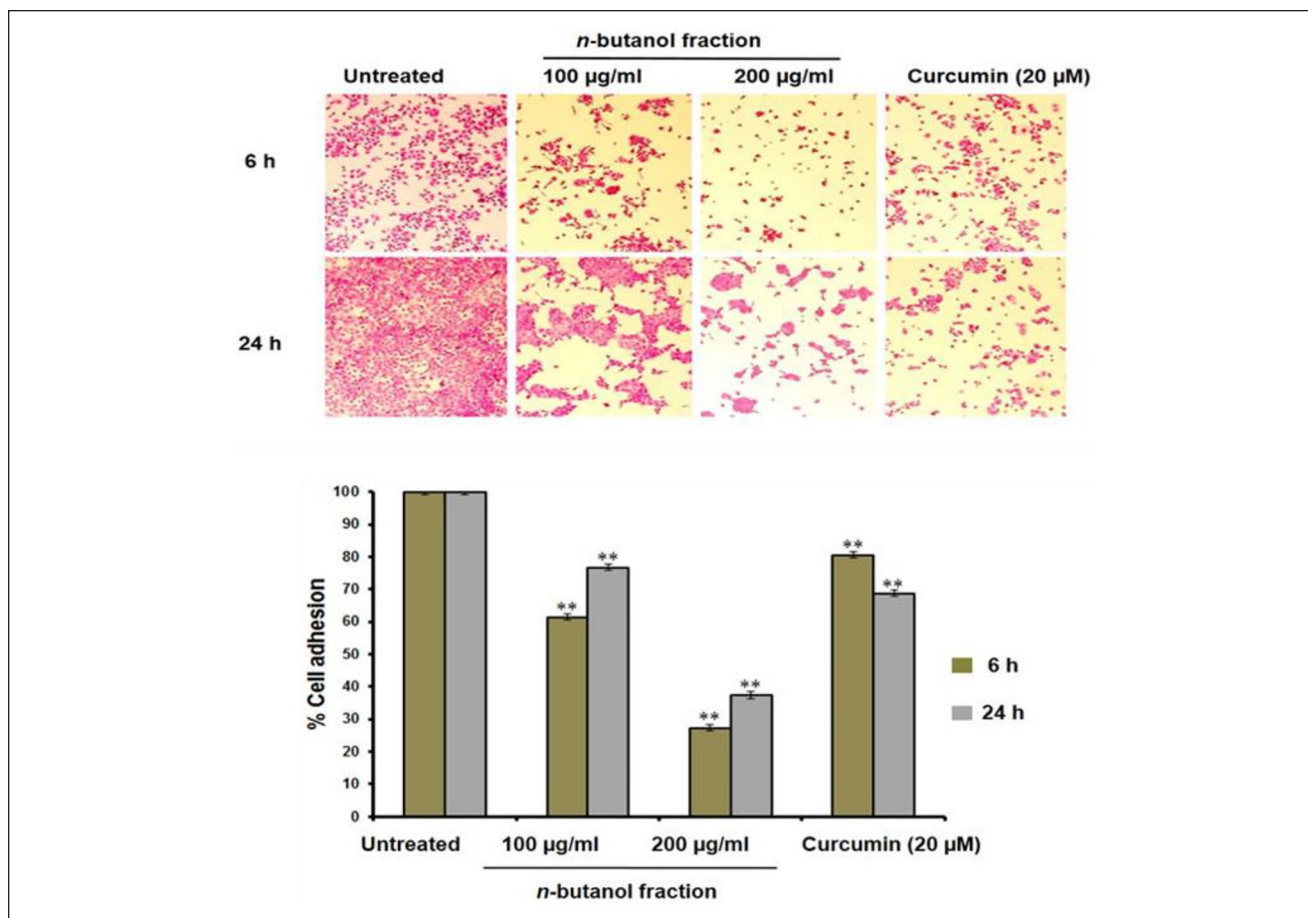 n-butanol fraction
Untreated 100 µg/ml 200 µg/ml Curcumin (20 µM)
6 h
24 h
100
90
80
70
60
50
40
30
20
10
0
% Cell adhesion
** ** ** ** ** **
6 h
24 h
Untreated 100 µg/ml 200 µg/ml Curcumin (20 µM)
n-butanol fraction